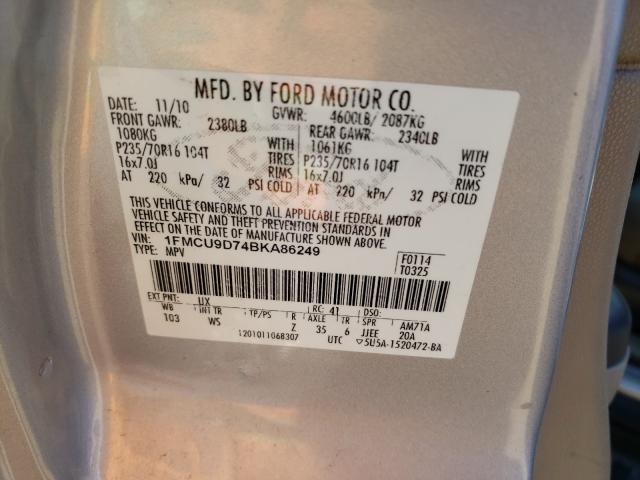 MFD. BY FORD MOTOR CO.
DATE: 11/10 GVWR: 4600LB/ 2087KG
FRONT GAWR: 2380LB REAR GAWR: 2340LB
1080KG 1061KG
P235/70R16 104T WITH TIRES P235/70R16 104T WITH TIRES
16x7.0J RIMS 16x7.0J RIMS
AT 220 kPa/ 32 PSI COLD AT 220 kPa/ 32 PSI COLD
THIS VEHICLE CONFORMS TO ALL APPLICABLE FEDERAL MOTOR
VEHICLE SAFETY AND THEFT PREVENTION STANDARDS IN
EFFECT ON THE DATE OF MANUFACTURE SHOWN ABOVE.
VIN: 1FMCU9D74BKA86249 F0114
TYPE: MPV T0325
EXT PNT: UX RC: 41 DSO:
WB INT TR TP/PS R AXLE TR SPR AM71A
103 WS Z 35 6 JJEE 20A
1201011068307 UTC ▽5U5A-1520472-BA